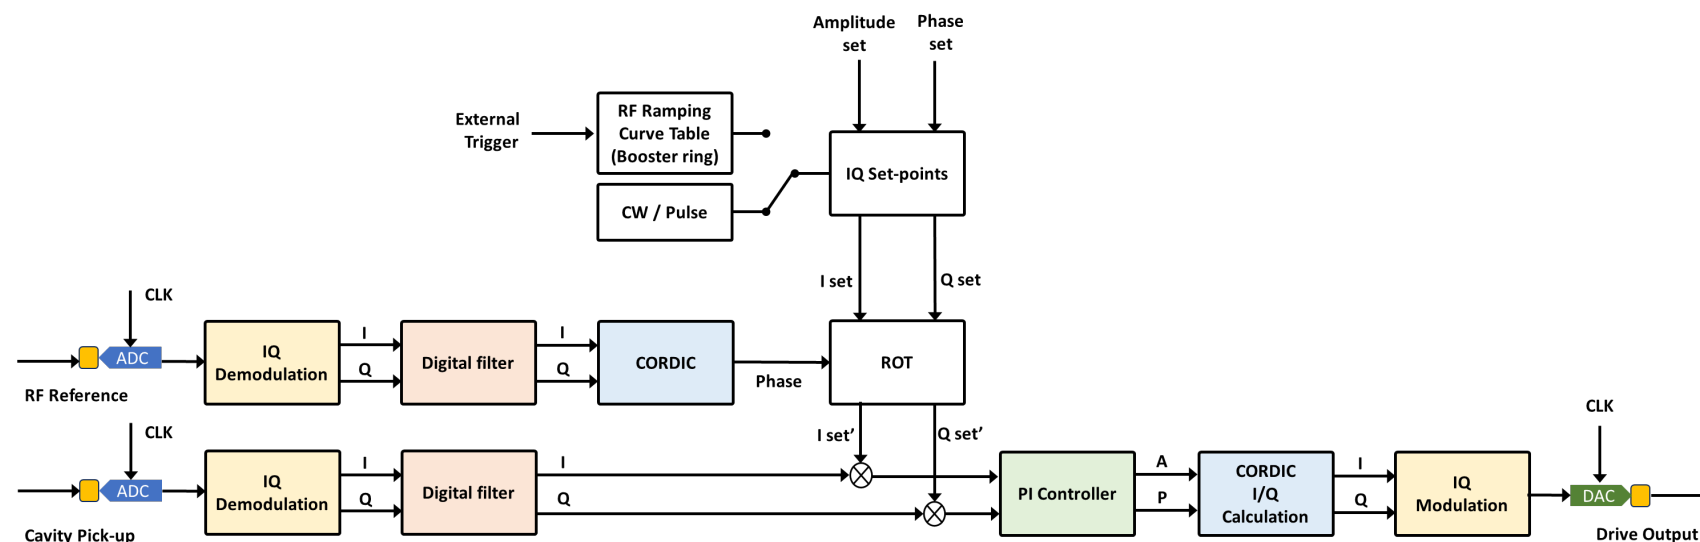 Amplitude
set
Phase
set
External
Trigger
RF Ramping
Curve Table
(Booster ring)
IQ Set-points
CW / Pulse
I set
Q set
CLK
ADC
RF Reference
IQ
Demodulation
I
Q
Digital filter
I
Q
CORDIC
Phase
ROT
I set’
Q set’
CLK
ADC
Cavity Pick-up
IQ
Demodulation
I
Q
Digital filter
I
Q
PI Controller
A
P
CORDIC
I/Q
Calculation
I
Q
IQ
Modulation
CLK
DAC
Drive Output